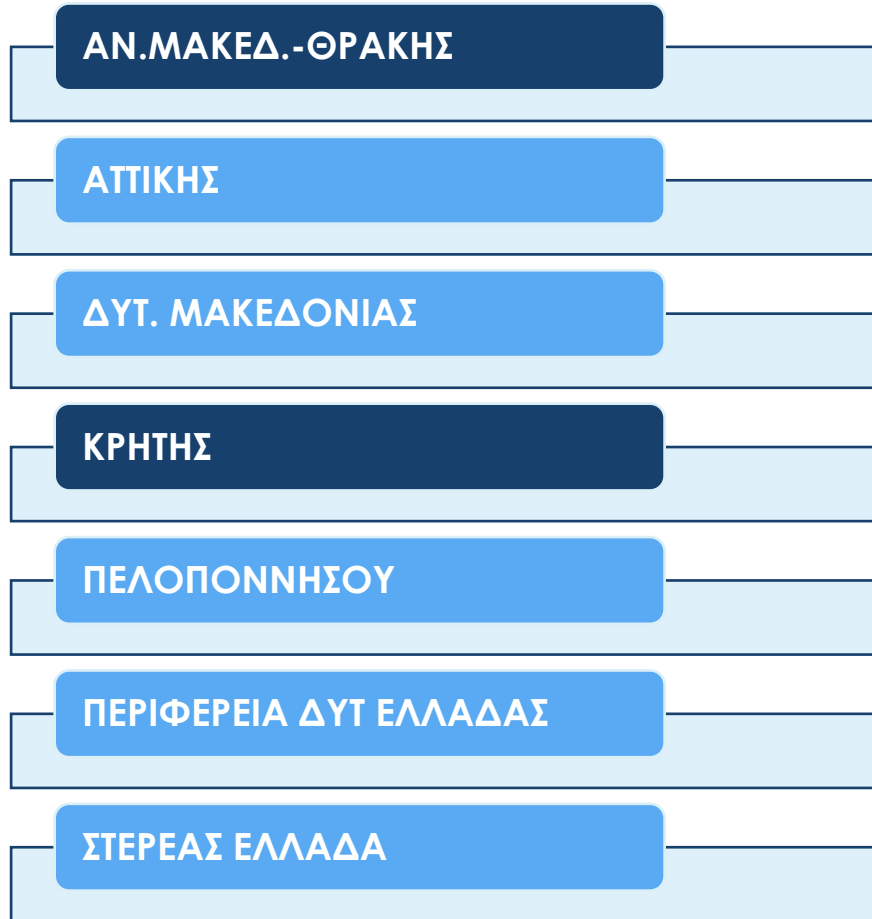 ΑΝ.ΜΑΚΕΔ.-ΘΡΑΚΗΣ
ΑΤΤΙΚΗΣ
ΔΥΤ. ΜΑΚΕΔΟΝΙΑΣ
ΚΡΗΤΗΣ
ΠΕΛΟΠΟΝΝΗΣΟΥ
ΠΕΡΙΦΕΡΕΙΑ ΔΥΤ ΕΛΛΑΔΑΣ
ΣΤΕΡΕΑΣ ΕΛΛΑΔΑ